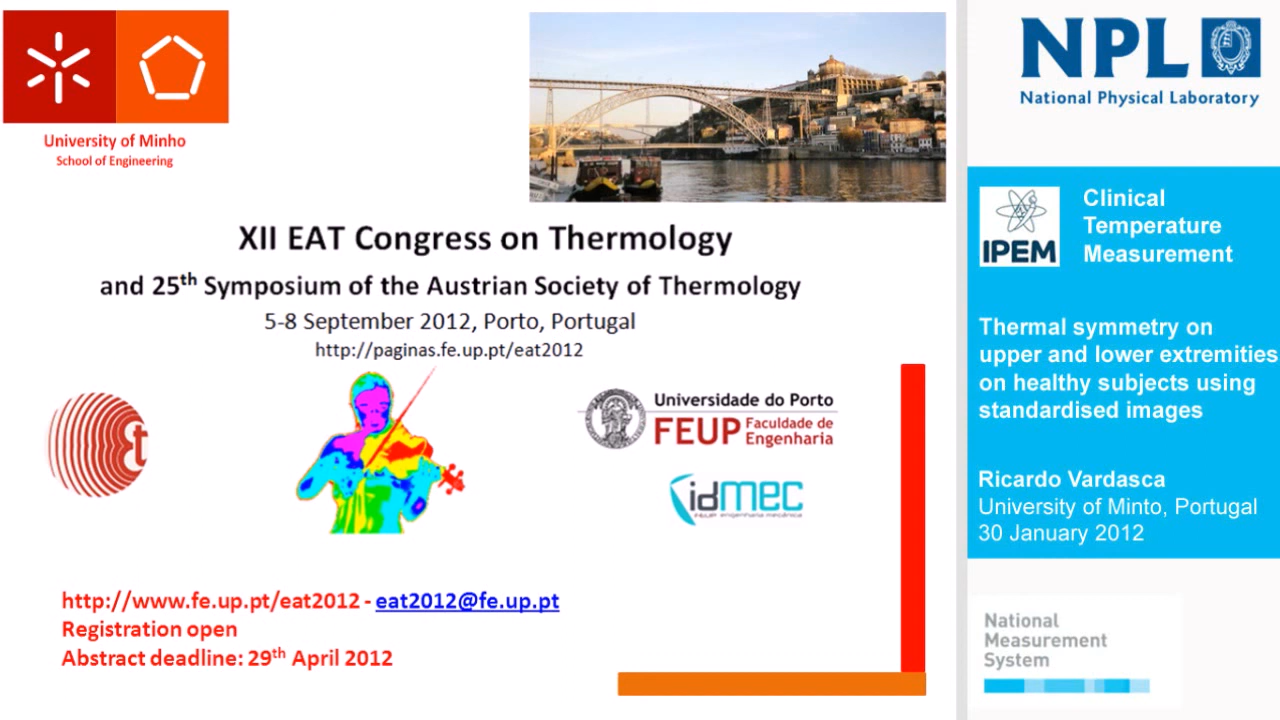 University of Minho
School of Engineering
XII EAT Congress on Thermology
and 25th Symposium of the Austrian Society of Thermology
5-8 September 2012, Porto, Portugal
http://paginas.fe.up.pt/eat2012
Universidade do Porto
FEUP Faculdade de
Engenharia
idmec
http://www.fe.up.pt/eat2012 - eat2012@fe.up.pt
Registration open
Abstract deadline: 29th April 2012
NPL
National Physical Laboratory
IPEM
Clinical
Temperature
Measurement
Thermal symmetry on
upper and lower extremities
on healthy subjects using
standardised images
Ricardo Vardasca
University of Minto, Portugal
30 January 2012
National
Measurement
System